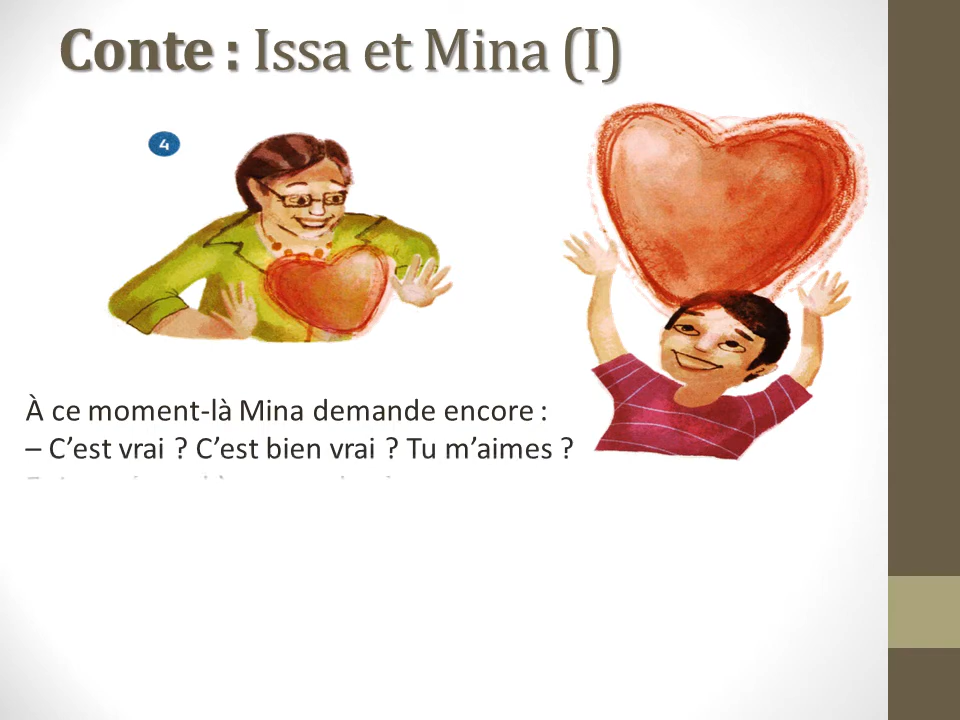 Conte : Issa et Mina (I)
4
À ce moment-là Mina demande encore :
– C’est vrai ? C’est bien vrai ? Tu m’aimes ?